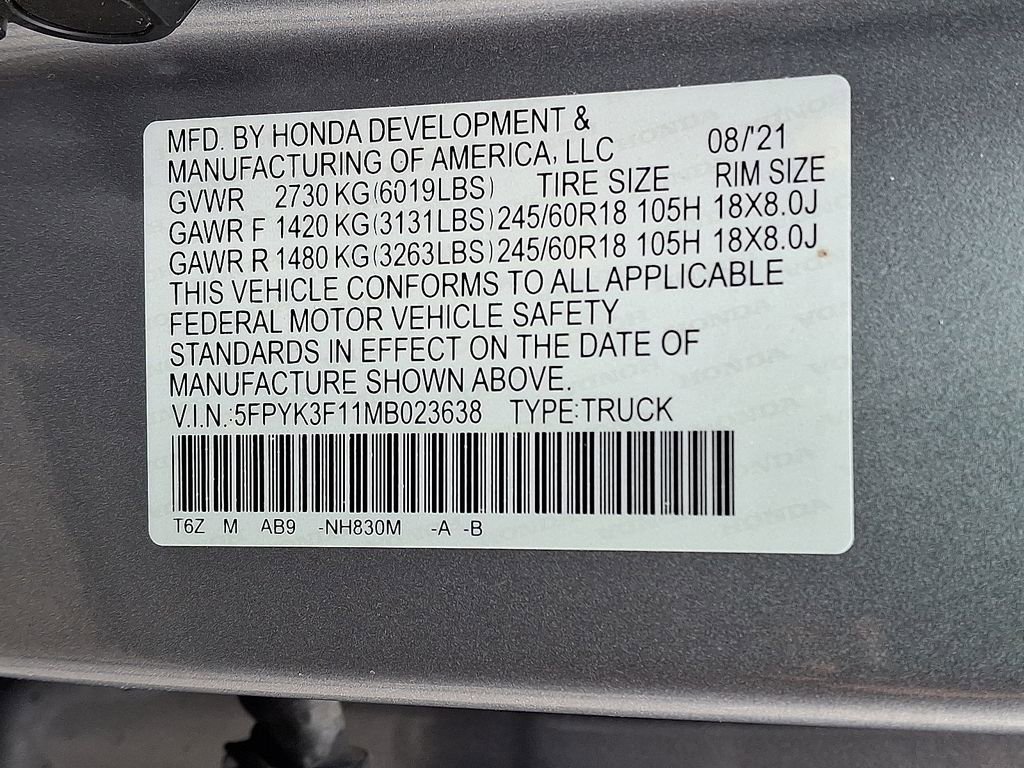 MFD. BY HONDA DEVELOPMENT &
MANUFACTURING OF AMERICA, LLC 08/'21
GVWR 2730 KG(6019LBS) TIRE SIZE RIM SIZE
GAWR F 1420 KG(3131LBS) 245/60R18 105H 18X8.0J
GAWR R 1480 KG(3263LBS) 245/60R18 105H 18X8.0J
THIS VEHICLE CONFORMS TO ALL APPLICABLE
FEDERAL MOTOR VEHICLE SAFETY
STANDARDS IN EFFECT ON THE DATE OF
MANUFACTURE SHOWN ABOVE.
V.I.N.:5FPYK3F11MB023638 TYPE:TRUCK
T6Z M AB9 -NH830M -A -B